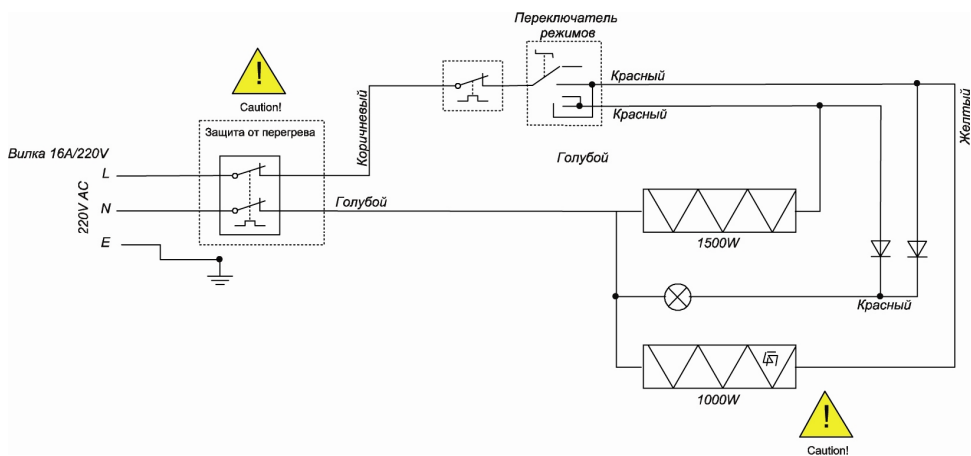 Переключатель
режимов
!
Caution!
Красный
Красный
Защита от перегрева
Коричневый
Желтый
Вилка 16А/220V
L
Голубой
220V AC
N
Голубой
E
1500W
Красный
1000W
!
Caution!